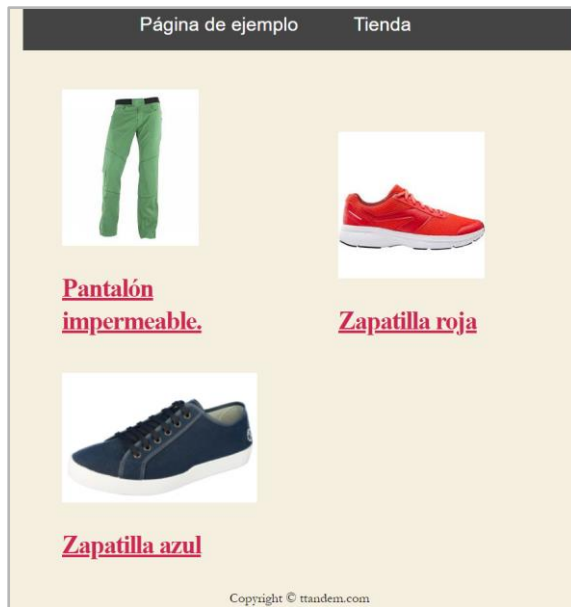 Página de ejemplo Tienda
Pantalón
impermeable.
Zapatilla roja
Zapatilla azul
Copyright © ttandem.com